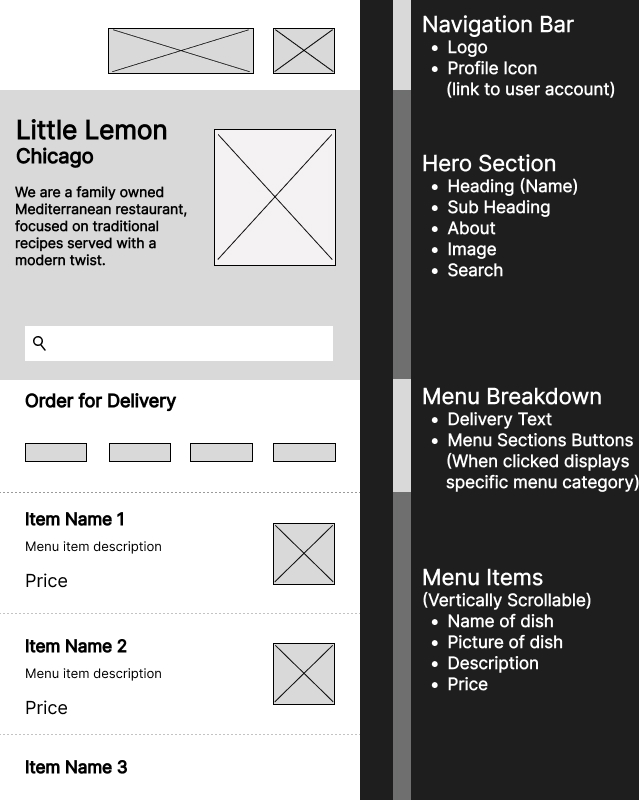 Little Lemon
Chicago
We are a family owned
Mediterranean restaurant,
focused on traditional
recipes served with a
modern twist.
Order for Delivery
Item Name 1
Menu item description
Price
Item Name 2
Menu item description
Price
Item Name 3
Navigation Bar
• Logo
• Profile Icon
(link to user account)
Hero Section
• Heading (Name)
• Sub Heading
• About
• Image
• Search
Menu Breakdown
• Delivery Text
• Menu Sections Buttons
(When clicked displays
specific menu category)
Menu Items
(Vertically Scrollable)
• Name of dish
• Picture of dish
• Description
• Price